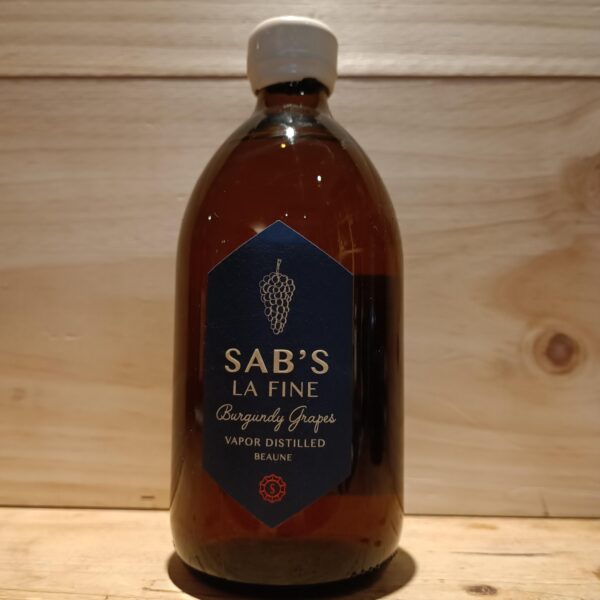 SAB'S
LA FINE
Burgundy Grapes
VAPOR DISTILLED
BEAUNE
S